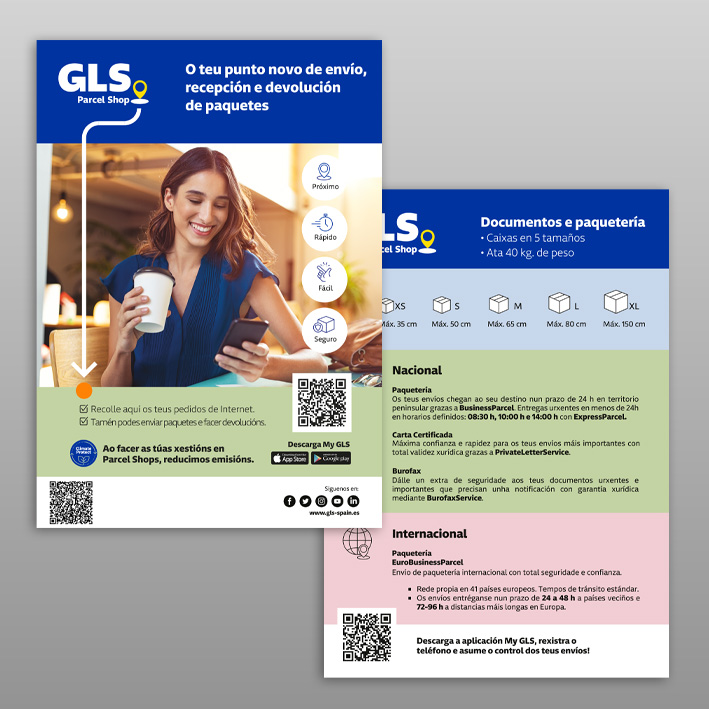 GLS
Parcel Shop
O teu punto novo de envío,
recepción e devolución
de paquetes
Próximo
Rápido
Fácil
Seguro
Recolle aquí os teus pedidos de Internet.
Tamén podes enviar paquetes e facer devolucións.
Climate
Protect
Ao facer as túas xestións en
Parcel Shops, reducimos emisións.
Descarga My GLS
App Store
Google play
Síguenos en:
www.gls-spain.es
LS
cel Shop
Documentos e paquetería
• Caixas en 5 tamaños
• Ata 40 kg. de peso
XS
S
M
L
XL
Máx. 35 cm
Máx. 50 cm
Máx. 65 cm
Máx. 80 cm
Máx. 150 cm
Nacional
Paquetería
Os teus envíos chegan ao seu destino nun prazo de 24 h en territorio
peninsular grazas a BusinessParcel. Entregas urxentes en menos de 24h
en horarios definidos: 08:30 h, 10:00 h e 14:00 h con ExpressParcel.
Carta Certificada
Máxima confianza e rapidez para os teus envíos máis importantes con
total validez xurídica grazas a PrivateLetterService.
Burofax
Dálle un extra de seguridade aos teus documentos urxentes e
importantes que precisan unha notificación con garantía xurídica
mediante BurofaxService.
Internacional
Paquetería
EuroBusinessParcel
Envío de paquetería internacional con total seguridade e confianza.
▪ Rede propia en 41 países europeos. Tempos de tránsito estándar.
▪ Os envíos entréganse nun prazo de 24 a 48 h a países veciños e
72-96 h a distancias máis longas en Europa.
Descarga a aplicación My GLS, rexistra o
teléfono e asume o control dos teus envíos!